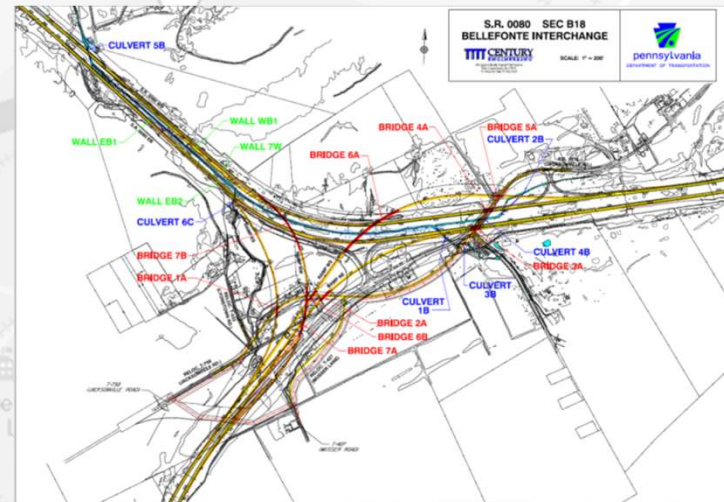 S.R. 0080 SEC B18
BELLEFONTE INTERCHANGE
CENTURY
ENGINEERING
SCALE: 1" = 200'
pennsylvania
DEPARTMENT OF TRANSPORTATION
CULVERT 5B
WALL WB1
WALL EB1
WALL 7W
BRIDGE 4A
BRIDGE 5A
CULVERT 2B
BRIDGE 6A
WALL EB2
CULVERT 6C
BRIDGE 7B
BRIDGE 1A
CULVERT 4B
BRIDGE 3A
CULVERT
3B
CULVERT
1B
BRIDGE 2A
BRIDGE 6B
BRIDGE 7A